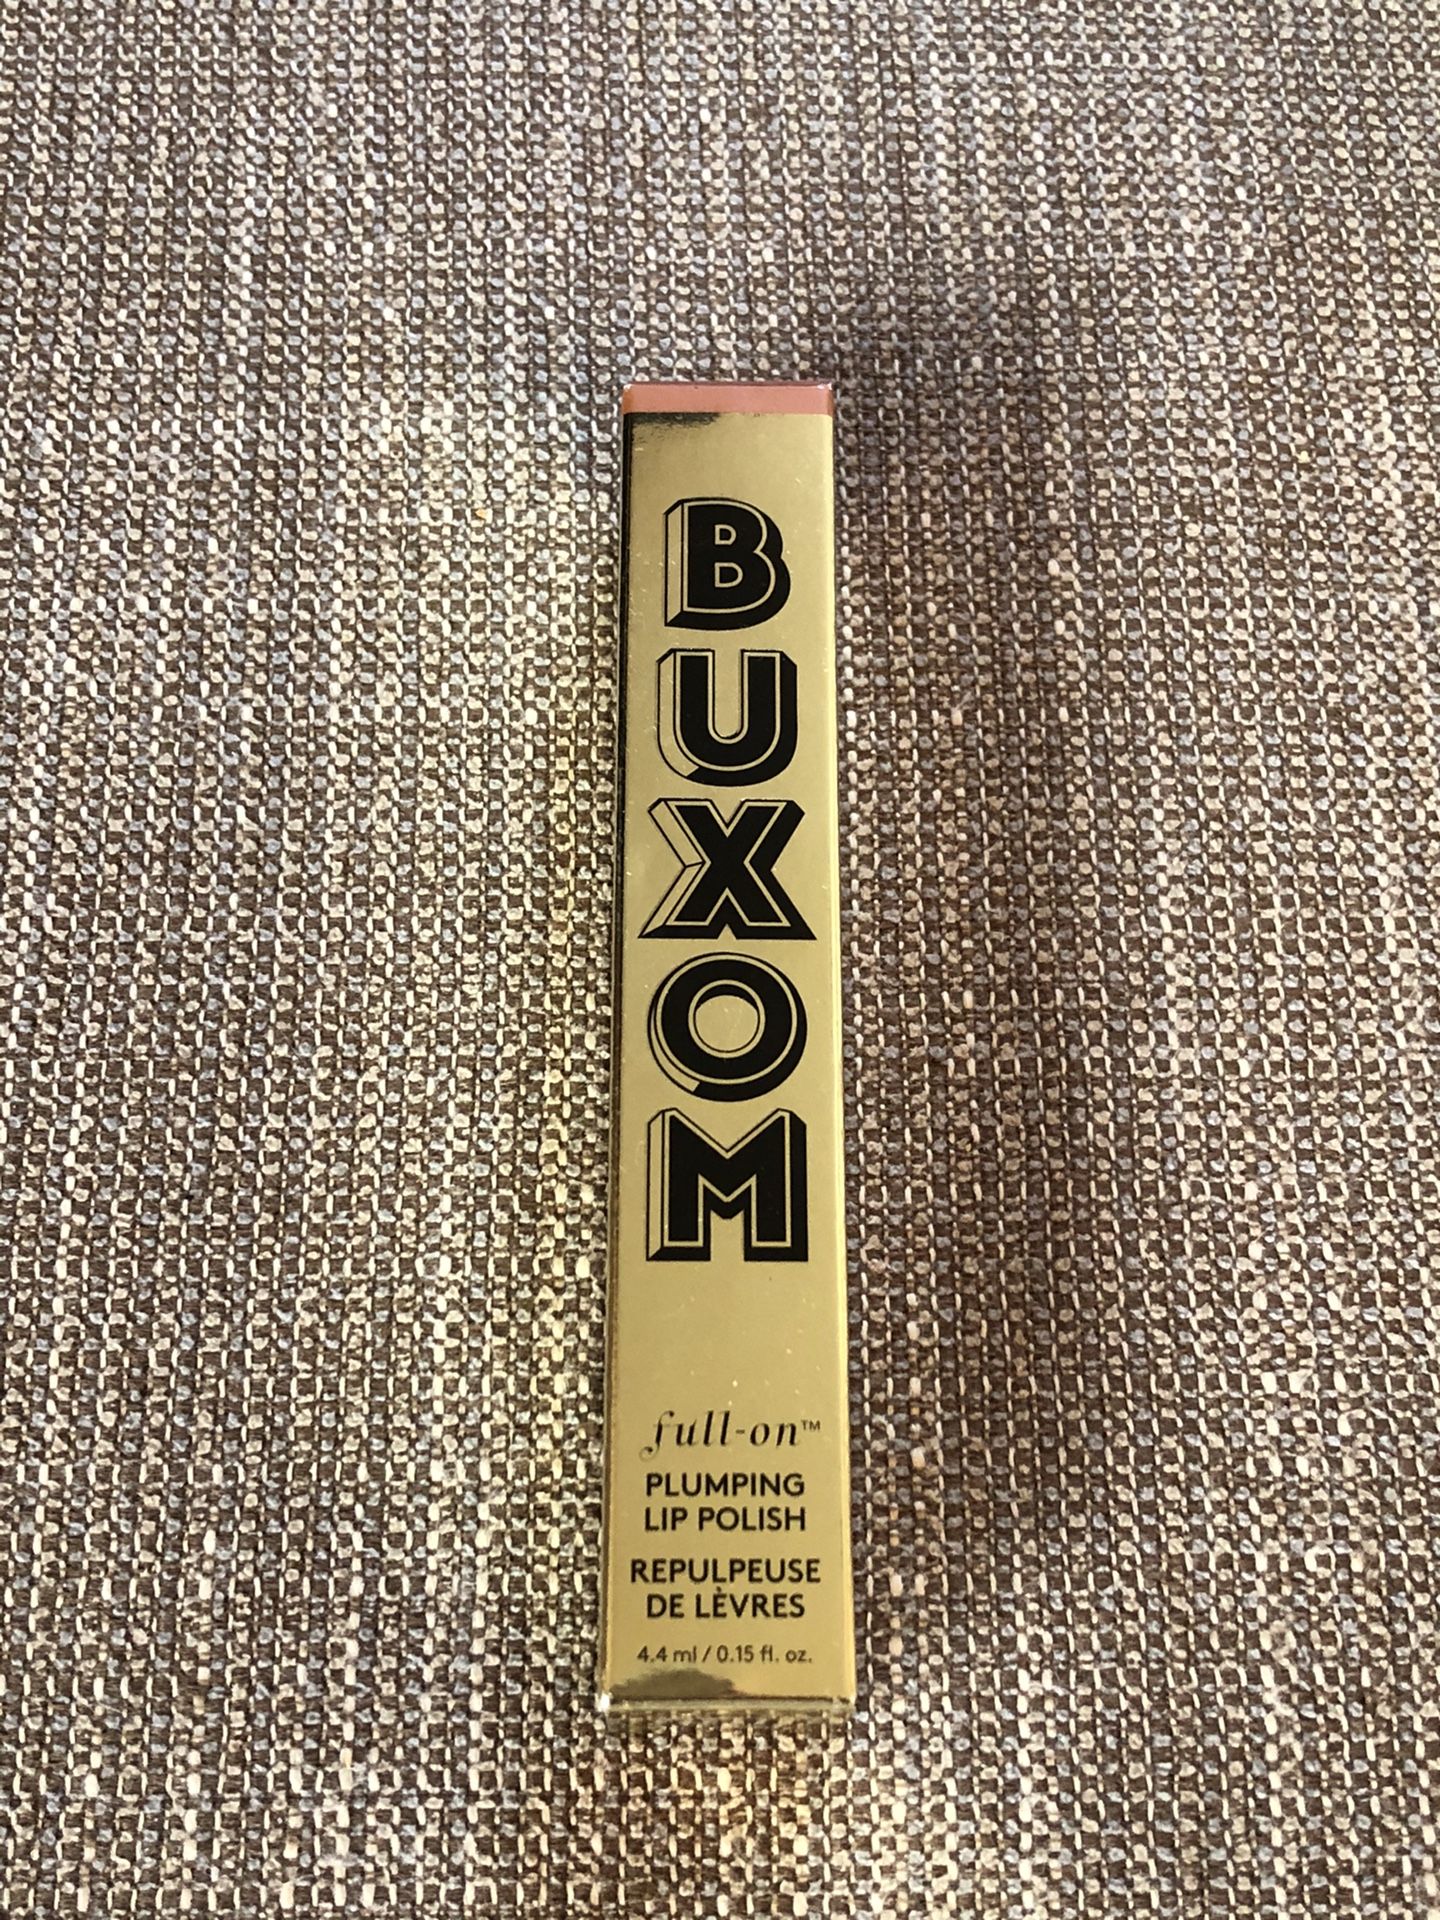 BUXOM
full-on™
PLUMPING
LIP POLISH
REPULPEUSE
DE LÈVRES
4.4 ml / 0.15 fl. oz.